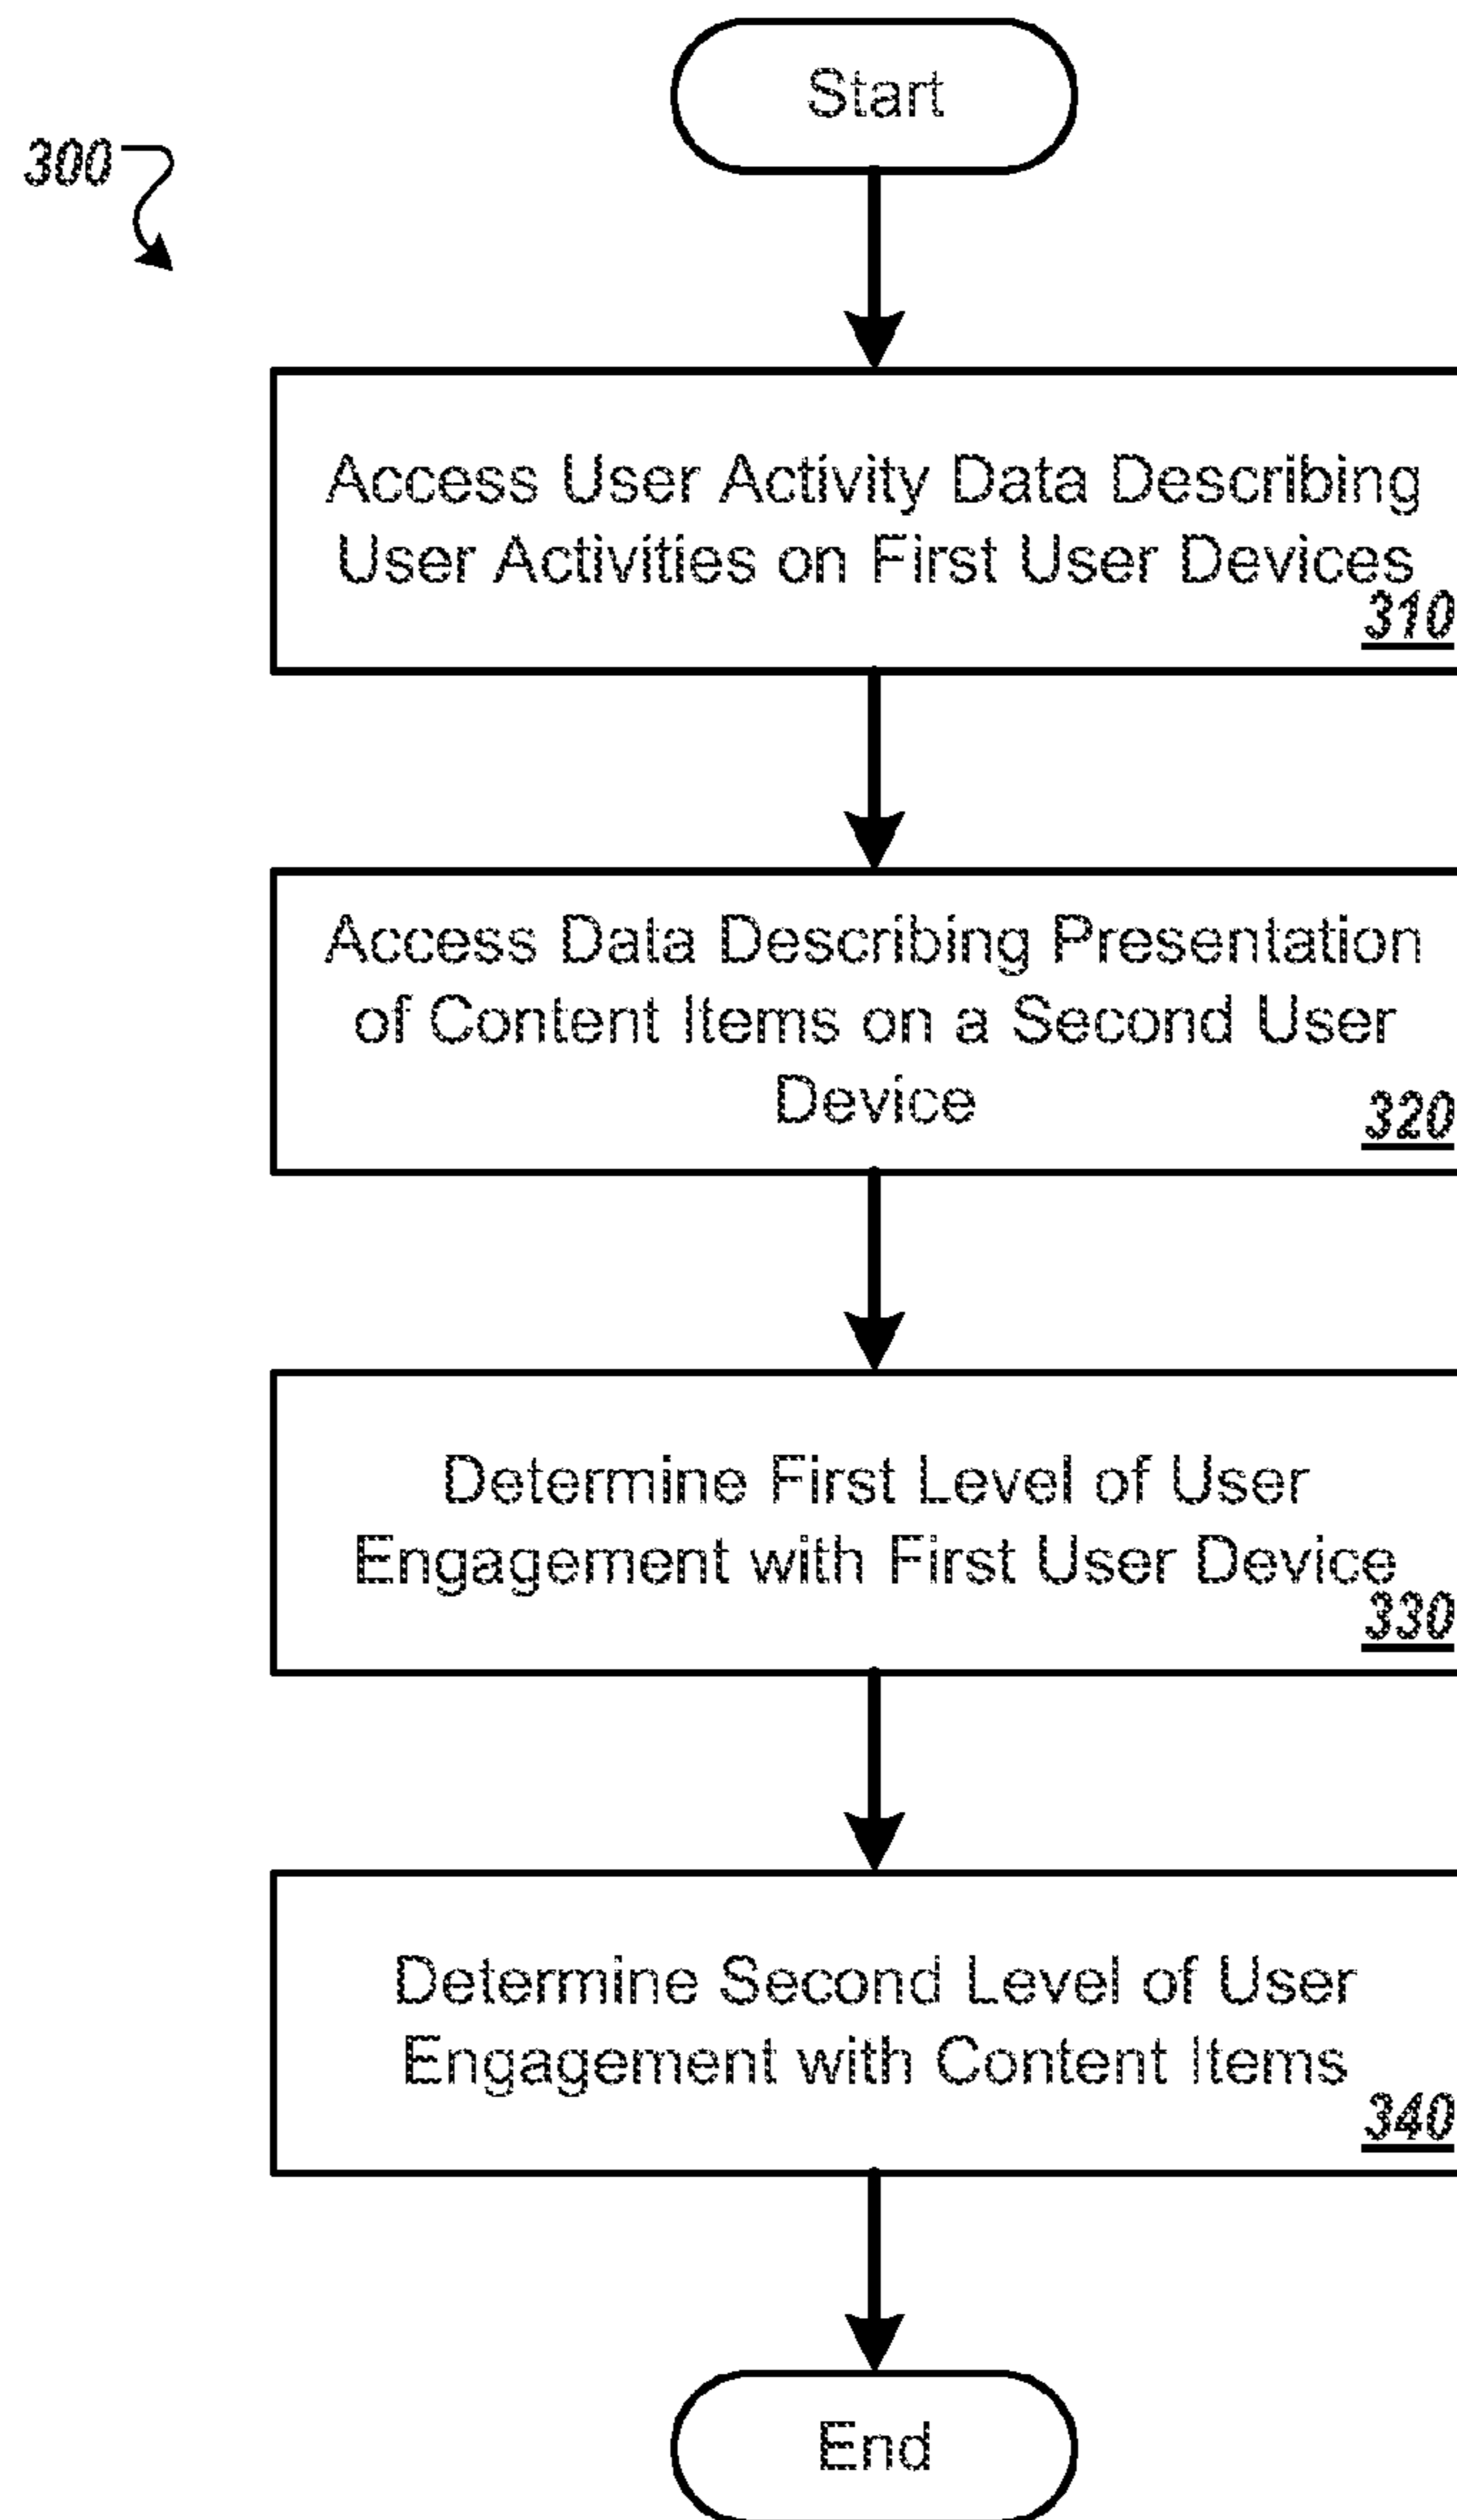 Start
300
Access User Activity Data Describing
User Activities on First User Devices
310
Access Data Describing Presentation
of Content Items on a Second User
Device
320
Determine First Level of User
Engagement with First User Device
330
Determine Second Level of User
Engagement with Content Items
340
End